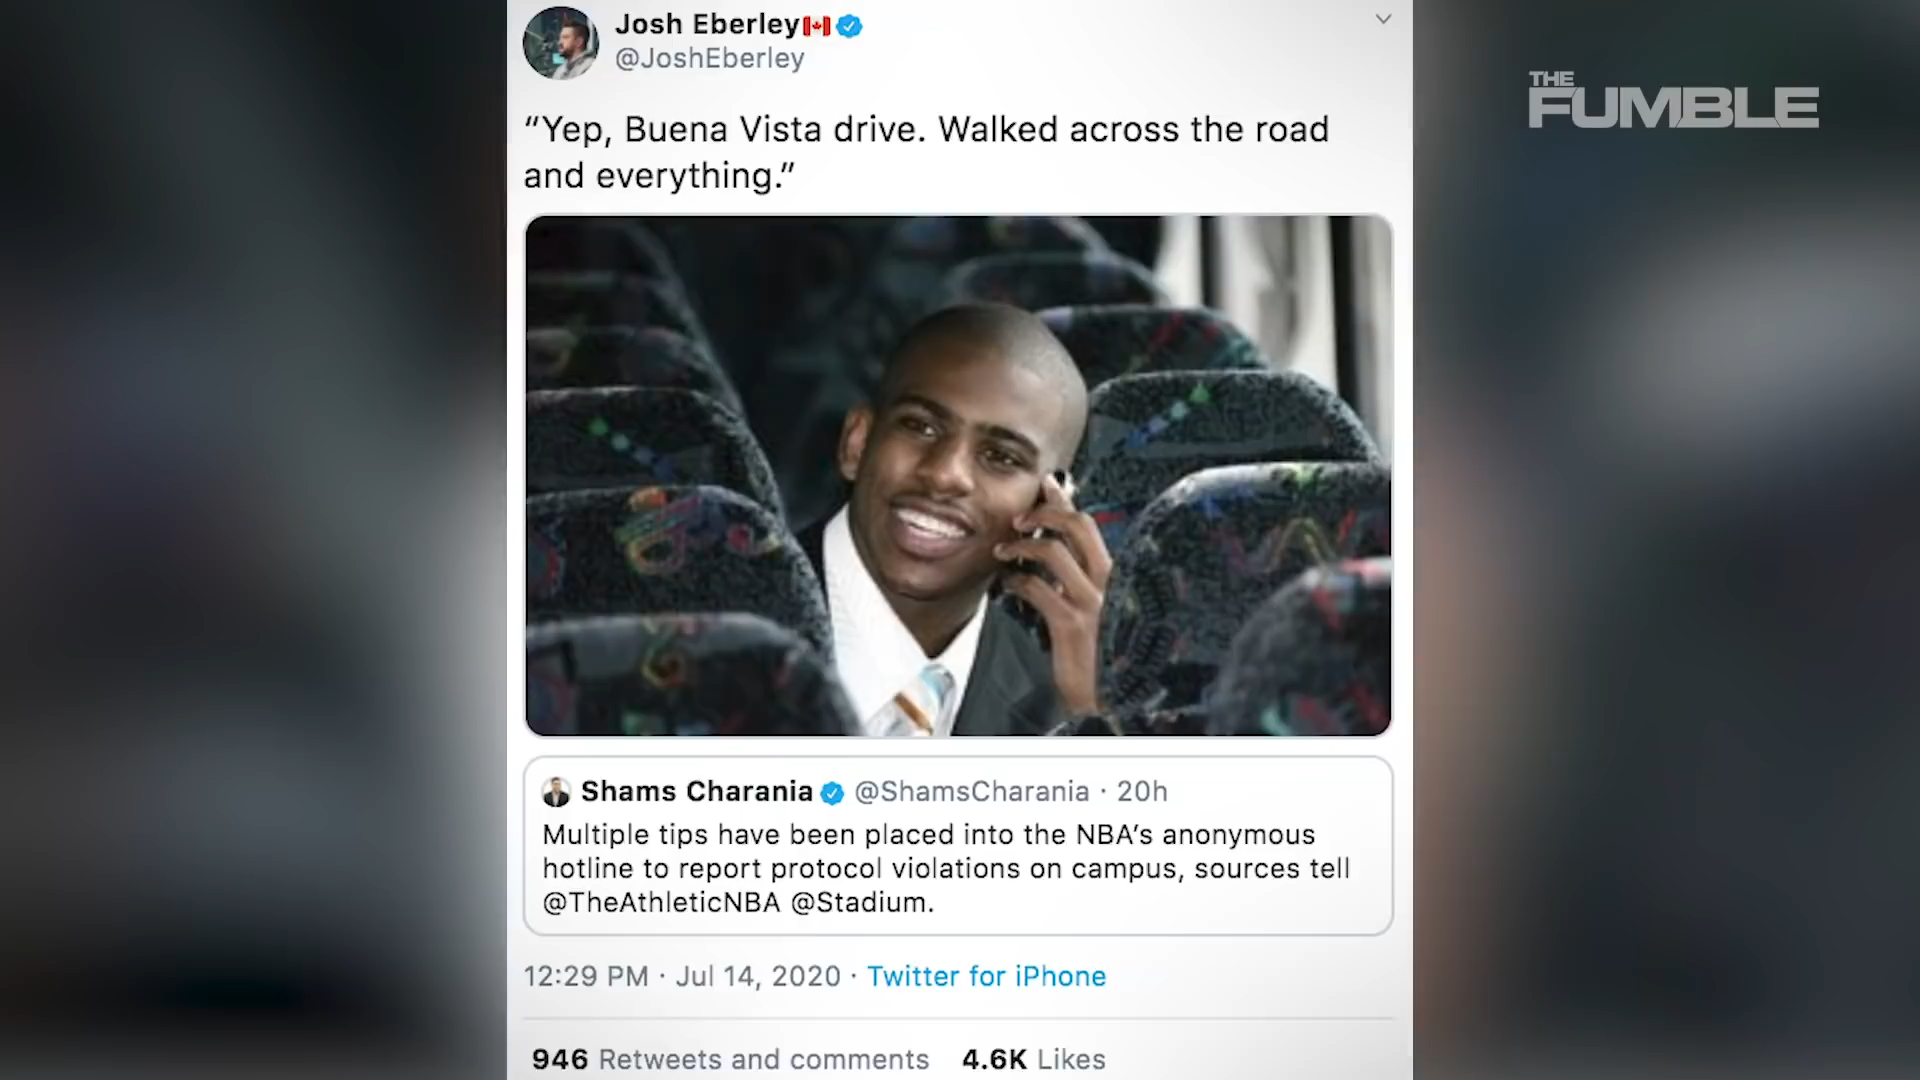 Josh Eberley
@JoshEberley
THE
FUMBLE
“Yep, Buena Vista drive. Walked across the road
and everything.”
Shams Charania @ShamsCharania · 20h
Multiple tips have been placed into the NBA’s anonymous
hotline to report protocol violations on campus, sources tell
@TheAthleticNBA @Stadium.
12:29 PM · Jul 14, 2020 · Twitter for iPhone
946 Retweets and comments 4.6K Likes